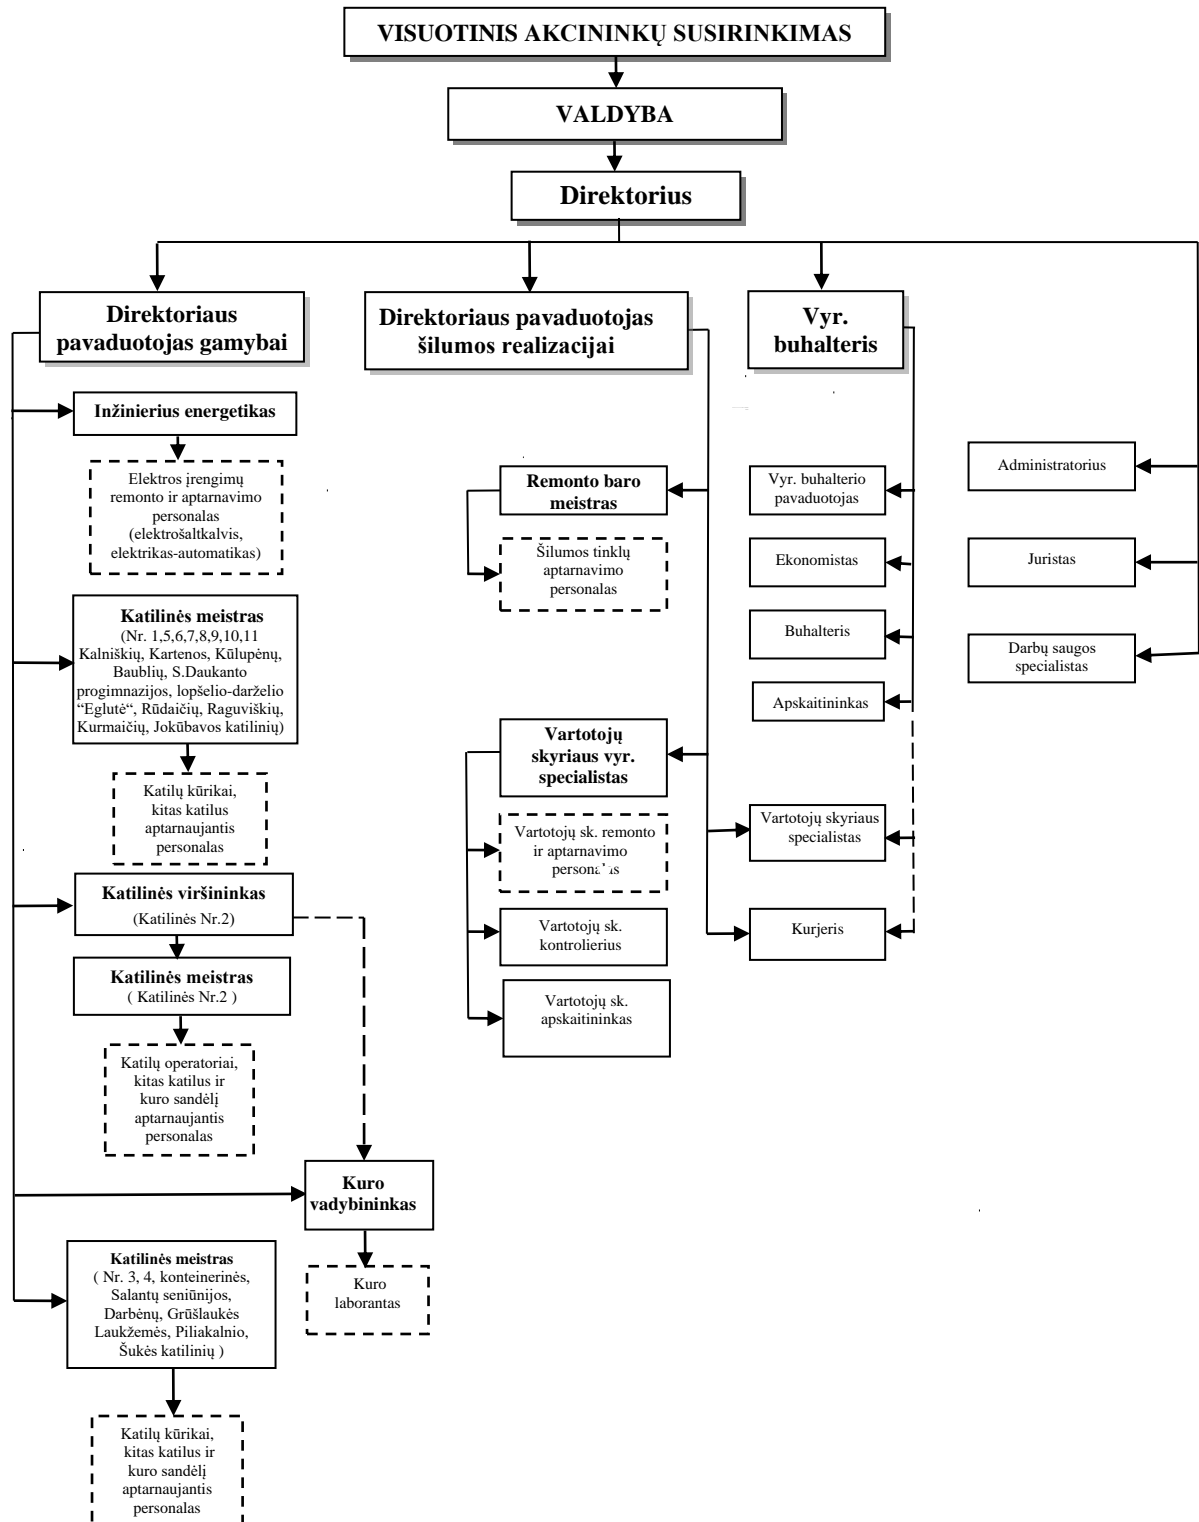 VISUOTINIS AKCININKŲ SUSIRINKIMAS
VALDYBA
Direktorius
Direktoriaus
pavaduotojas gamybai
Direktoriaus pavaduotojas
šilumos realizacijai
Vyr.
buhalteris
Inžinierius energetikas
Elektros įrengimų
remonto ir aptarnavimo
personalas
(elektrošaltkalvis,
elektrikas-automatikas)
Katilinės meistras
(Nr. 1,5,6,7,8,9,10,11
Kalniškių, Kartenos, Kūlupėnų,
Baublių, S.Daukanto
progimnazijos, lopšelio-darželio
“Eglutė“, Rūdaičių, Raguviškių,
Kurmaičių, Jokūbavos katilinių)
Katilų kūrikai,
kitas katilus
aptarnaujantis
personalas
Katilinės viršininkas
(Katilinės Nr.2)
Katilinės meistras
( Katilinės Nr.2 )
Katilų operatoriai,
kitas katilus ir
kuro sandėlį
aptarnaujantis
personalas
Kuro
vadybininkas
Kuro
laborantas
Katilinės meistras
( Nr. 3, 4, konteinerinės,
Salantų seniūnijos,
Darbėnų, Grūšlaukės
Laukžemės, Piliakalnio,
Šukės katilinių )
Katilų kūrikai,
kitas katilus ir
kuro sandėlį
aptarnaujantis
personalas
Remonto baro
meistras
Šilumos tinklų
aptarnavimo
personalas
Vartotojų
skyriaus vyr.
specialistas
Vartotojų sk. remonto
ir aptarnavimo
personalas
Vartotojų sk.
kontrolierius
Vartotojų sk.
apskaitininkas
Vyr. buhalterio
pavaduotojas
Ekonomistas
Buhalteris
Apskaitininkas
Vartotojų skyriaus
specialistas
Kurjeris
Administratorius
Juristas
Darbų saugos
specialistas